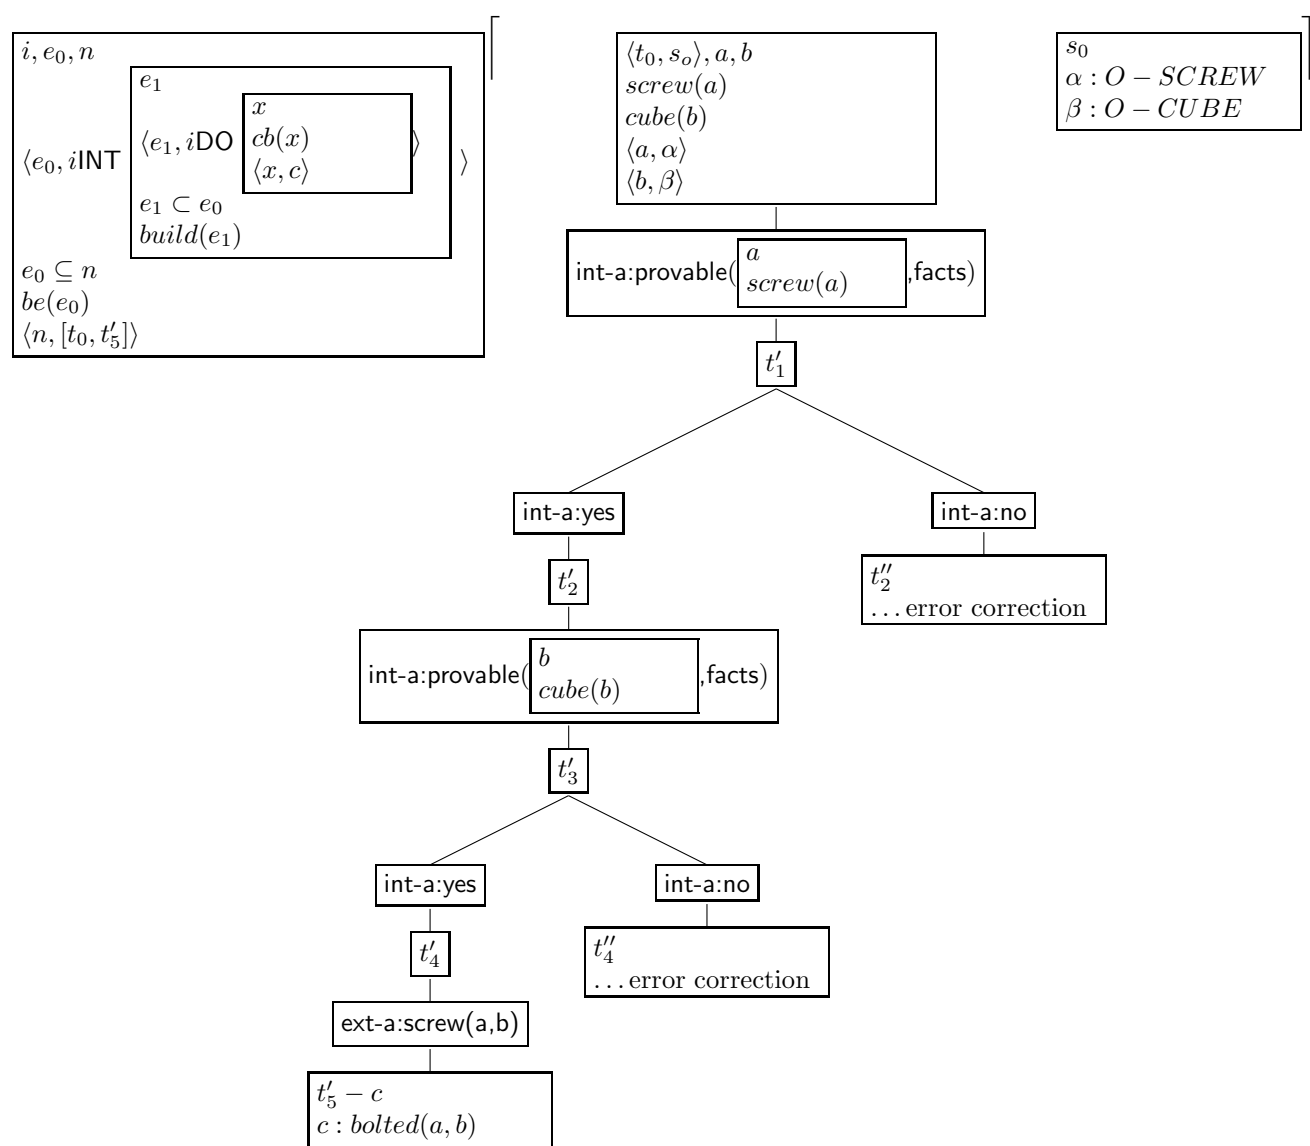 i, e₀, n
⟨e₀, iINT
e₁
⟨e₁, iDO
x
cb(x)
⟨x, c⟩
⟩
e₁ ⊂ e₀
build(e₁)
⟩
e₀ ⊆ n
be(e₀)
⟨n, [t₀, t′₅]⟩
⟨t₀, sₒ⟩, a, b
screw(a)
cube(b)
⟨a, α⟩
⟨b, β⟩
s₀
α : O − SCREW
β : O − CUBE
int-a:provable(
a
screw(a)
,facts)
t′₁
int-a:yes
int-a:no
t′₂
t′′₂
...error correction
int-a:provable(
b
cube(b)
,facts)
t′₃
int-a:yes
int-a:no
t′₄
t′′₄
...error correction
ext-a:screw(a,b)
t′₅ − c
c : bolted(a, b)